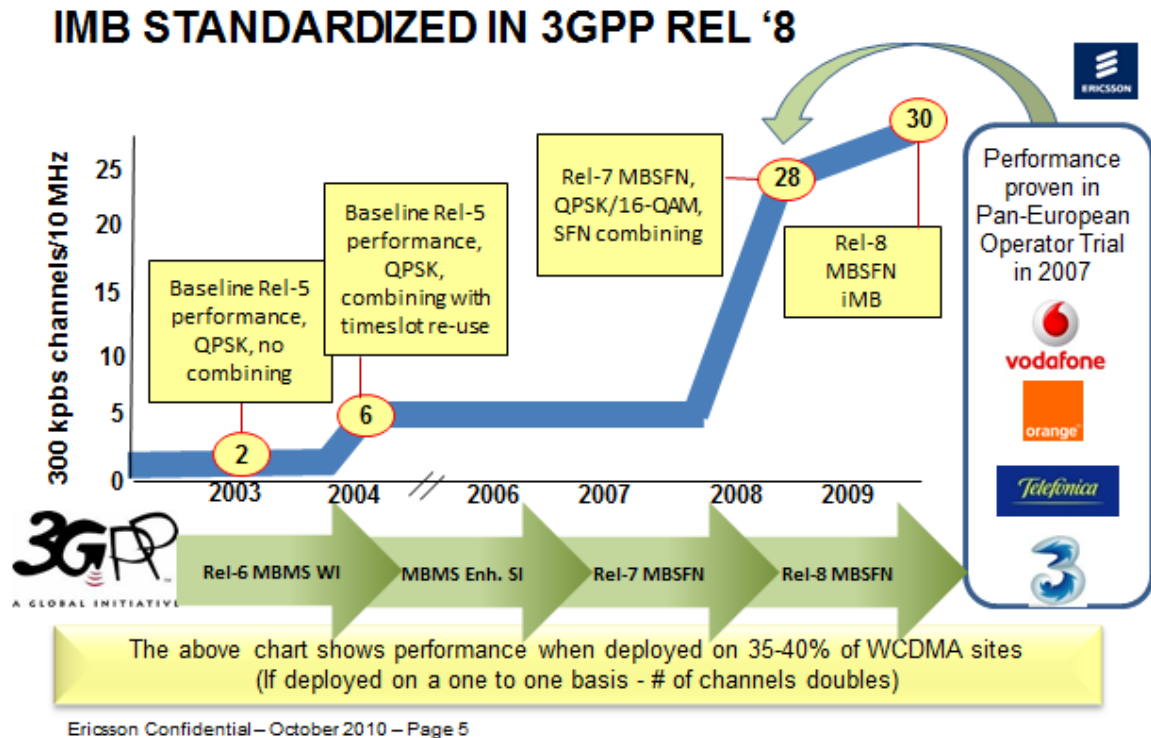 IMB STANDARDIZED IN 3GPP REL ‘8
ERICSSON
300 kpbs channels/10 MHz
25
20
15
10
5
0
Baseline Rel-5
performance,
QPSK, no
combining
2
Baseline Rel-5
performance,
QPSK,
combining with
timeslot re-use
6
Rel-7 MBSFN,
QPSK/16-QAM,
SFN combining
28
30
Rel-8
MBSFN
iMB
2003
2004
2006
2007
2008
2009
Performance
proven in
Pan-European
Operator Trial
in 2007
vodafone
orange
Telefónica
3
3GPP
TM
A GLOBAL INITIATIVE
Rel-6 MBMS WI
MBMS Enh. SI
Rel-7 MBSFN
Rel-8 MBSFN
The above chart shows performance when deployed on 35-40% of WCDMA sites
(If deployed on a one to one basis - # of channels doubles)
Ericsson Confidential – October 2010 – Page 5